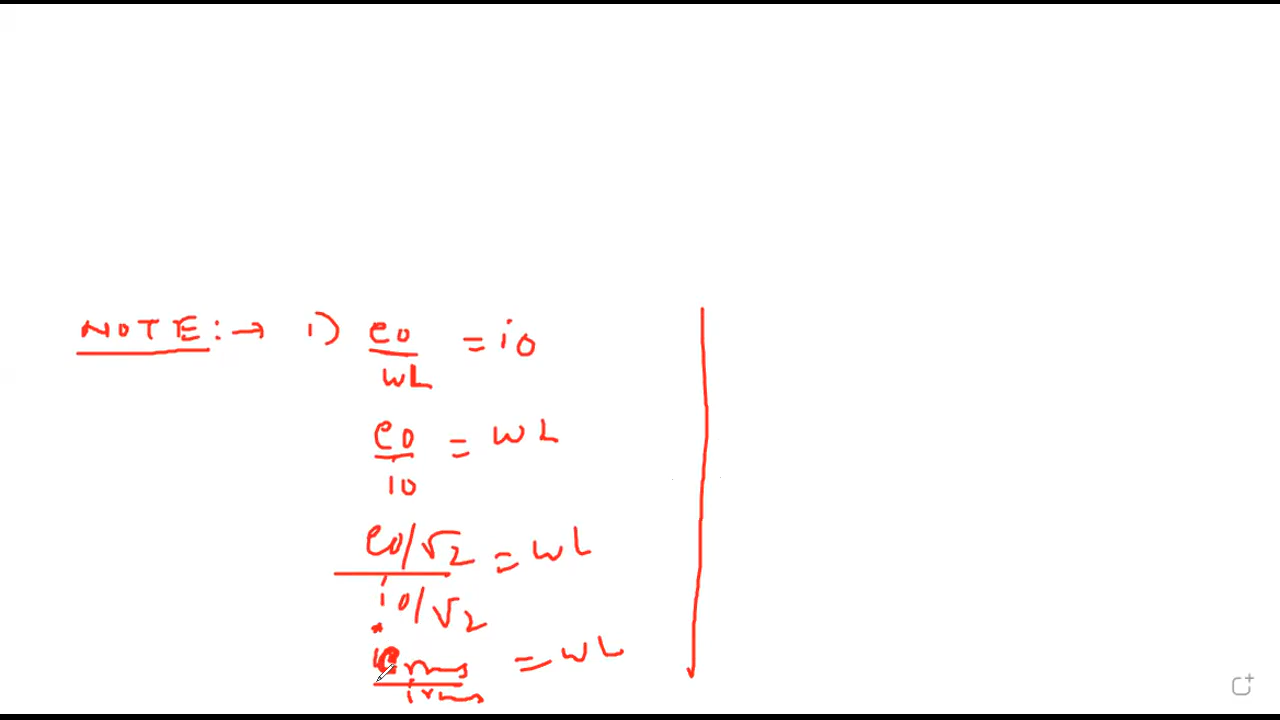 NOTE:→ 1) e0/wL = i0
e0/i0 = wL
e0/√2 / i0/√2 = wL
erms/irms = wL